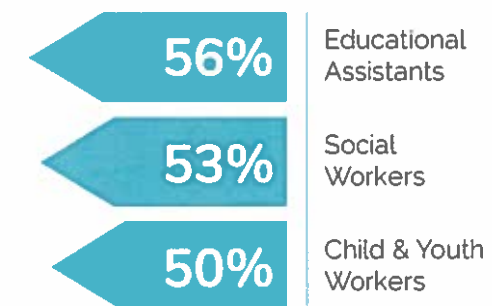 56%
Educational
Assistants
53%
Social
Workers
50%
Child & Youth
Workers